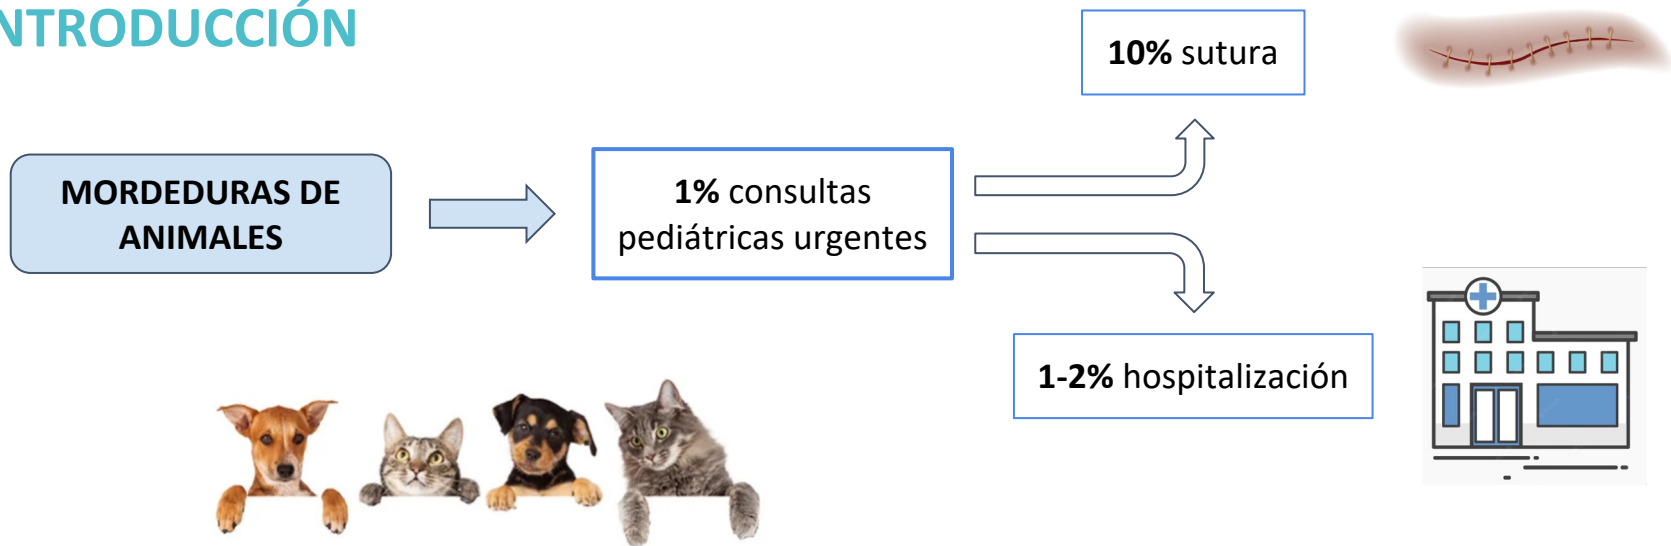 NTRODUCCIÓN
10% sutura
MORDEDURAS DE
ANIMALES
1% consultas
pediátricas urgentes
1-2% hospitalización